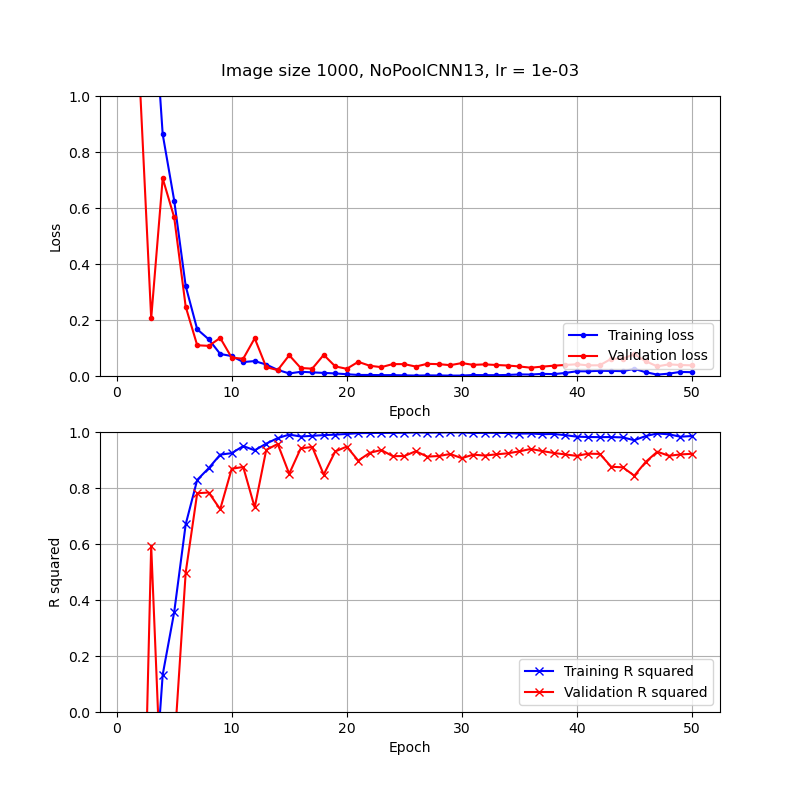 Image size 1000, NoPoolCNN13, lr = 1e-03
1.0
0.8
0.6
0.4
0.2
0.0
Loss
Training loss
Validation loss
0 10 20 30 40 50
Epoch
1.0
0.8
0.6
0.4
0.2
0.0
R squared
Training R squared
Validation R squared
0 10 20 30 40 50
Epoch